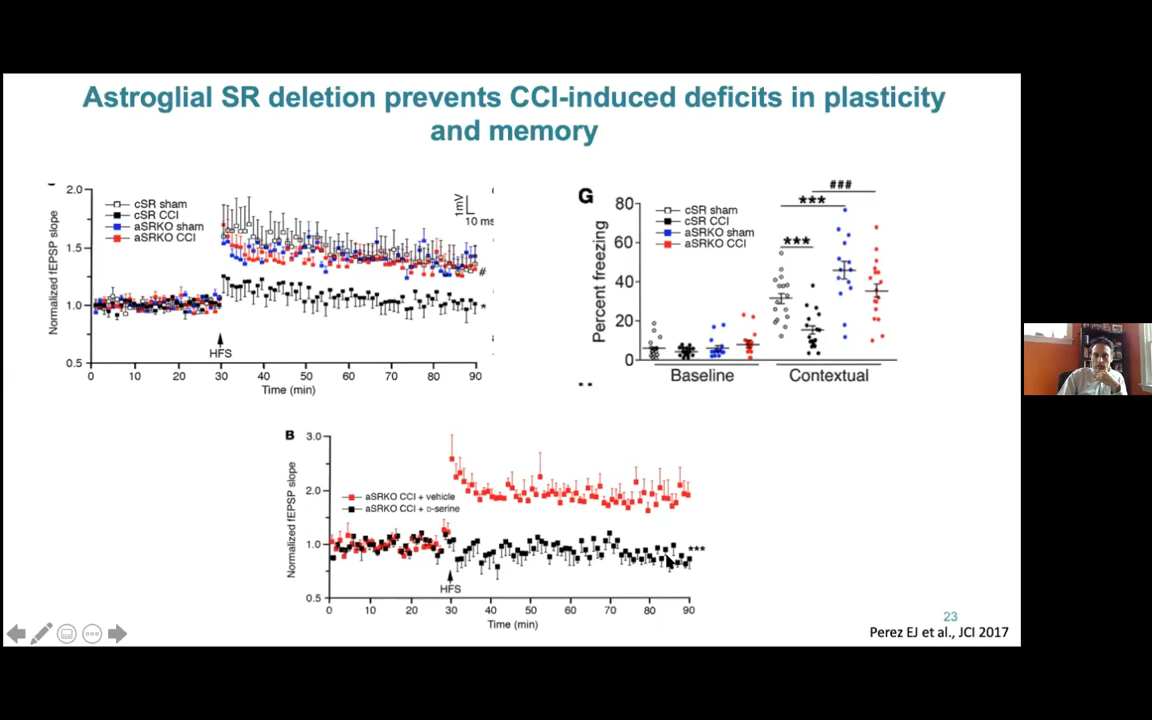 Astroglial SR deletion prevents CCI-induced deficits in plasticity
and memory
Normalized fEPSP slope
2.0
1.5
1.0
0.5
cSR sham
cSR CCI
aSRKO sham
aSRKO CCI
1mV
10 ms
#
*
HFS
0 10 20 30 40 50 60 70 80 90
Time (min)
G
Percent freezing
80
60
40
20
0
cSR sham
cSR CCI
aSRKO sham
aSRKO CCI
###
***
***
Baseline Contextual
B
Normalized fEPSP slope
3.0
2.0
1.0
0.5
aSRKO CCI + vehicle
aSRKO CCI + D-serine
***
HFS
0 10 20 30 40 50 60 70 80 90
Time (min)
23
Perez EJ et al., JCI 2017